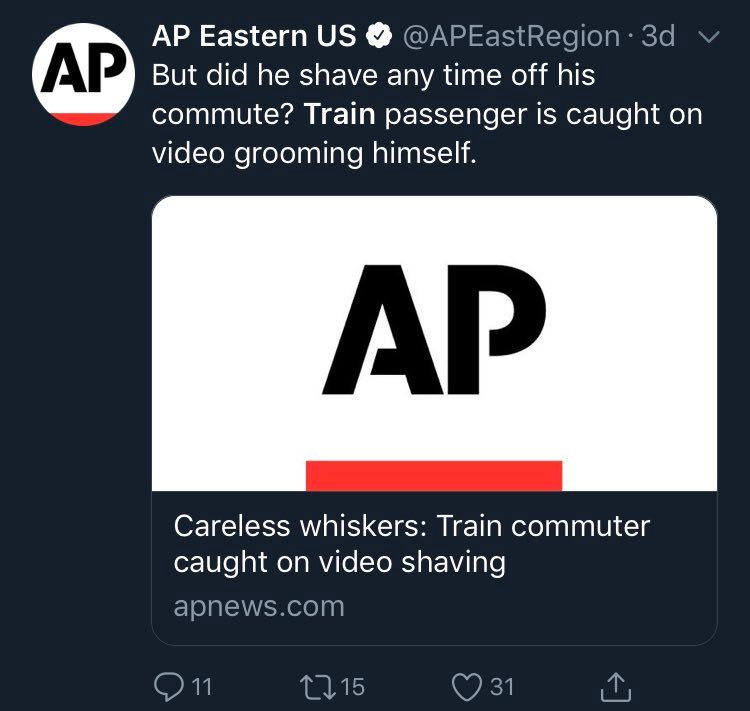 AP
AP Eastern US @APEastRegion · 3d
But did he shave any time off his
commute? Train passenger is caught on
video grooming himself.
AP
Careless whiskers: Train commuter
caught on video shaving
apnews.com
11 15 31